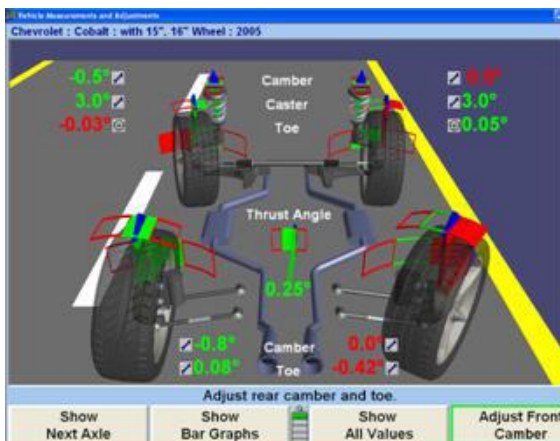 Vehicle Measurements and Adjustments
Chevrolet : Cobalt : with 15", 16" Wheel : 2005
-0.5° Camber 0.0°
3.0° Caster 3.0°
-0.03° Toe 0.05°
Thrust Angle
0.25°
-0.8° Camber 0.0°
0.08° Toe -0.42°
Adjust rear camber and toe.
Show Next Axle
Show Bar Graphs
Show All Values
Adjust Front Camber